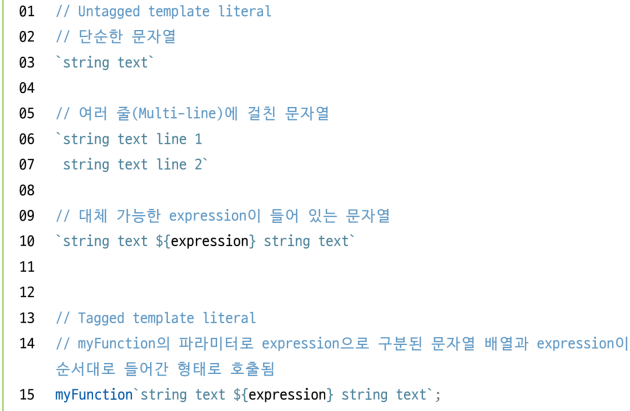 01 // Untagged template literal
02 // 단순한 문자열
03 `string text`
04
05 // 여러 줄(Multi-line)에 걸친 문자열
06 `string text line 1
07  string text line 2`
08
09 // 대체 가능한 expression이 들어 있는 문자열
10 `string text ${expression} string text`
11
12
13 // Tagged template literal
14 // myFunction의 파라미터로 expression으로 구분된 문자열 배열과 expression이
순서대로 들어간 형태로 호출됨
15 myFunction`string text ${expression} string text`;